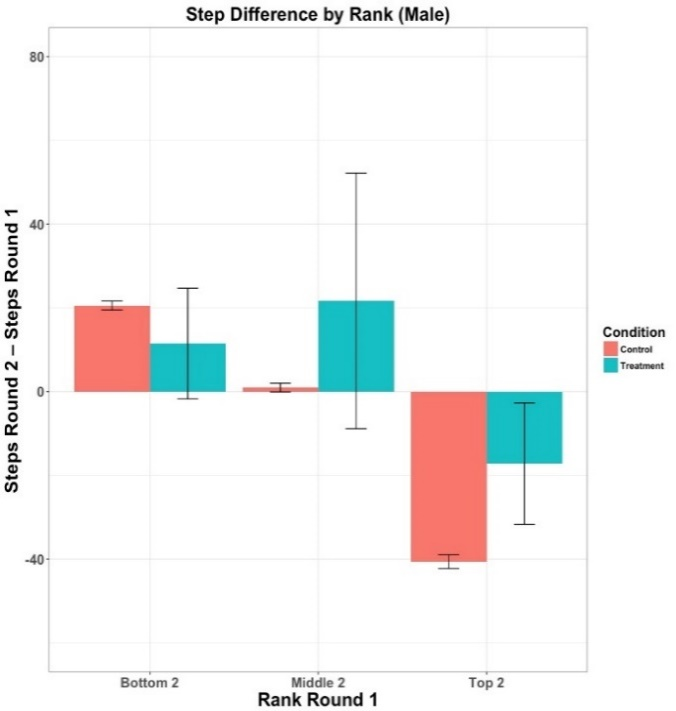 Step Difference by Rank (Male)
Steps Round 2 – Steps Round 1
80
40
0
-40
Bottom 2
Middle 2
Top 2
Rank Round 1
Condition
Control
Treatment